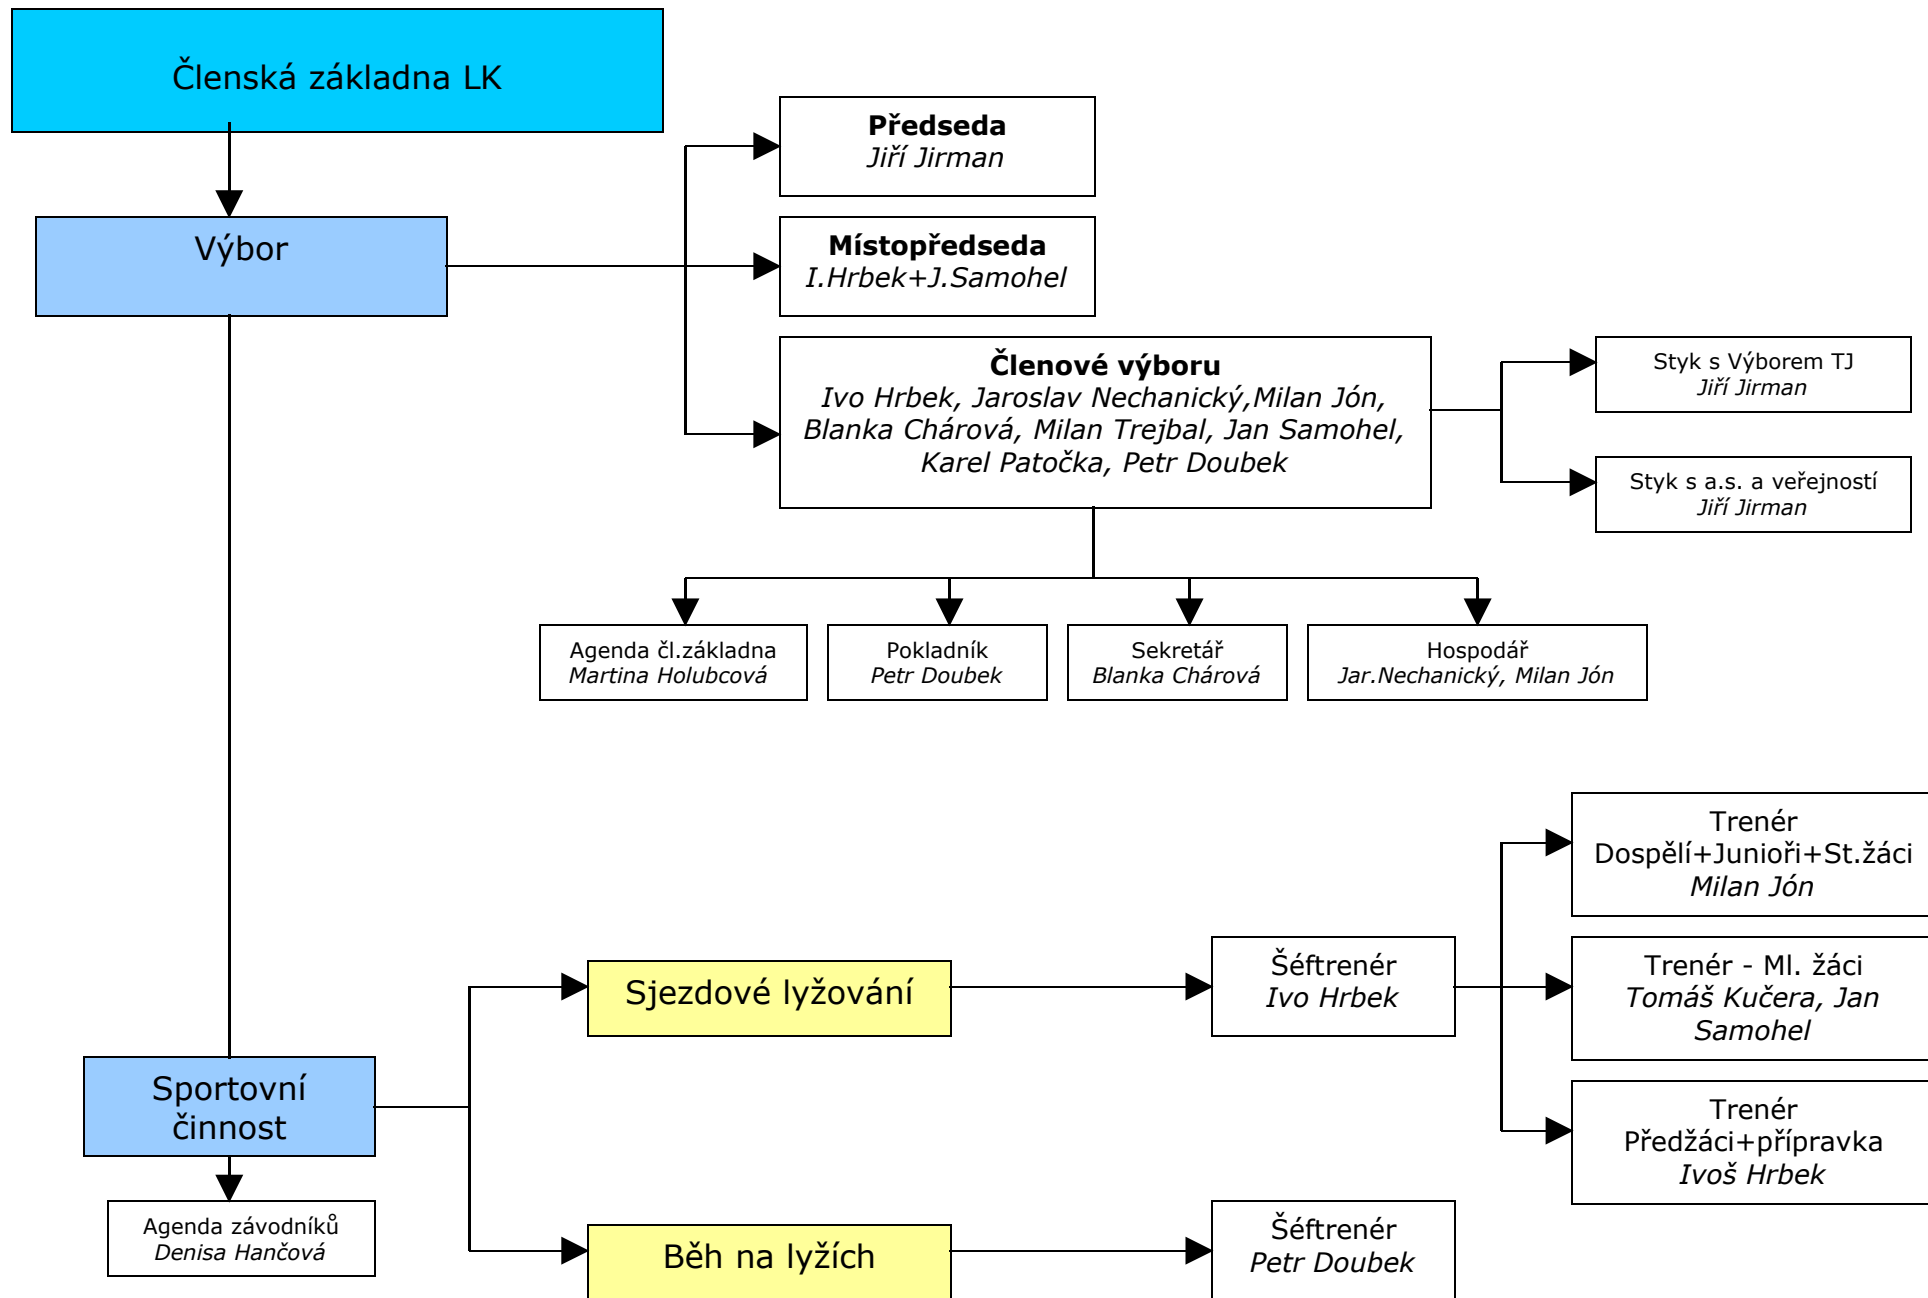 Členská základna LK
Předseda
Jiří Jirman
Výbor
Místopředseda
I.Hrbek+J.Samohel
Členové výboru
Ivo Hrbek, Jaroslav Nechanický,Milan Jón,
Blanka Chárová, Milan Trejbal, Jan Samohel,
Karel Patočka, Petr Doubek
Styk s Výborem TJ
Jiří Jirman
Styk s a.s. a veřejností
Jiří Jirman
Agenda čl.základna
Martina Holubcová
Pokladník
Petr Doubek
Sekretář
Blanka Chárová
Hospodář
Jar.Nechanický, Milan Jón
Trenér
Dospělí+Junioři+St.žáci
Milan Jón
Sjezdové lyžování
Šéftrenér
Ivo Hrbek
Trenér - Ml. žáci
Tomáš Kučera, Jan
Samohel
Sportovní
činnost
Trenér
Předžáci+přípravka
Ivoš Hrbek
Agenda závodníků
Denisa Hančová
Běh na lyžích
Šéftrenér
Petr Doubek